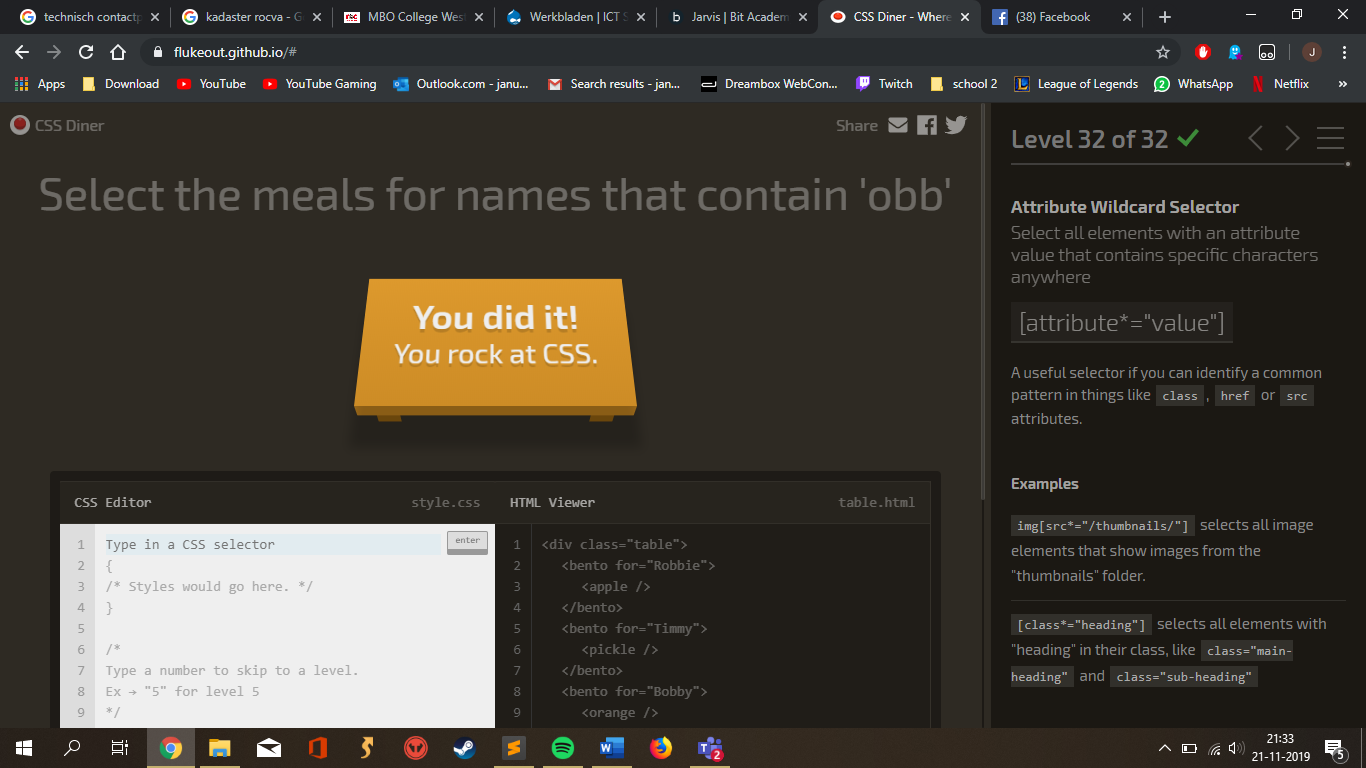 technisch contactp
kadaster rocva - G
MBO College Wes
Werkbladen | ICT S
Jarvis | Bit Academ
CSS Diner - Where
(38) Facebook
flukeout.github.io/#
Apps
Download
YouTube
YouTube Gaming
Outlook.com - janu...
Search results - jan...
Dreambox WebCon...
Twitch
school 2
League of Legends
WhatsApp
Netflix
»
CSS Diner
Share
Select the meals for names that contain 'obb'
You did it!
You rock at CSS.
CSS Editor
style.css
1 Type in a CSS selector
enter
2 {
3 /* Styles would go here. */
4 }
5
6 /*
7 Type a number to skip to a level.
8 Ex → "5" for level 5
9 */
HTML Viewer
table.html
1 <div class="table">
2 <bento for="Robbie">
3 <apple />
4 </bento>
5 <bento for="Timmy">
6 <pickle />
7 </bento>
8 <bento for="Bobby">
9 <orange />
Level 32 of 32
Attribute Wildcard Selector
Select all elements with an attribute
value that contains specific characters
anywhere
[attribute*="value"]
A useful selector if you can identify a common
pattern in things like class , href or src
attributes.
Examples
img[src*="/thumbnails/"] selects all image
elements that show images from the
"thumbnails" folder.
[class*="heading"] selects all elements with
"heading" in their class, like class="main-
heading" and class="sub-heading"
21:33
21-11-2019
5
2